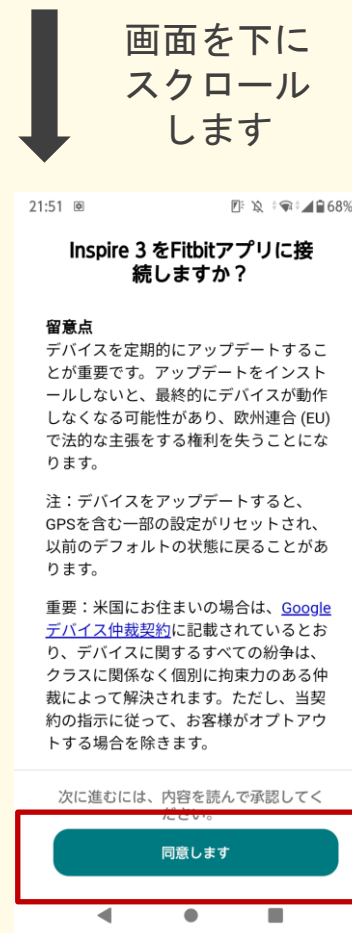 画面を下に
スクロール
します
21:51
68%
Inspire 3 をFitbitアプリに接
続しますか？
留意点
デバイスを定期的にアップデートするこ
とが重要です。アップデートをインスト
ールしないと、最終的にデバイスが動作
しなくなる可能性があり、欧州連合 (EU)
で法的な主張をする権利を失うことにな
ります。
注：デバイスをアップデートすると、
GPSを含む一部の設定がリセットされ、
以前のデフォルトの状態に戻ることがあ
ります。
重要：米国にお住まいの場合は、Google
デバイス仲裁契約に記載されているとお
り、デバイスに関するすべての紛争は、
クラスに関係なく個別に拘束力のある仲
裁によって解決されます。ただし、当契
約の指示に従って、お客様がオプトアウ
トする場合を除きます。
次に進むには、内容を読んで承認してく
ださい。
同意します